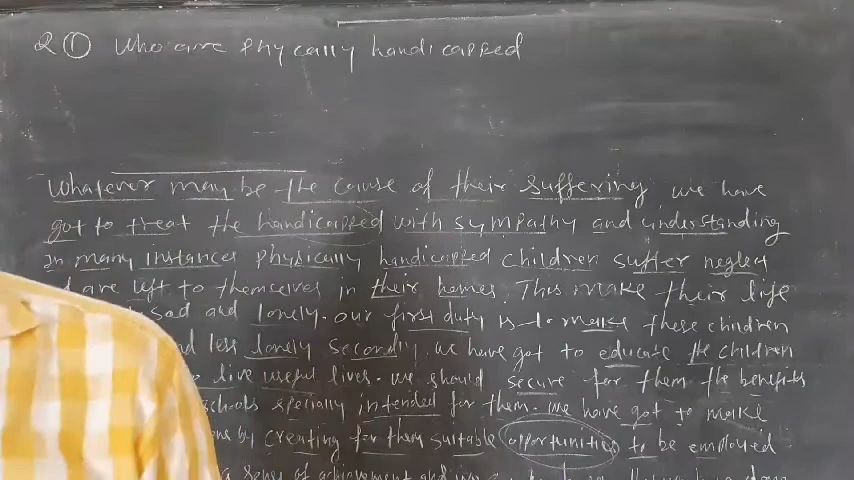 Q ① Who are phycally handicapped
Whatever may be the cause of their suffering we have
got to treat the handicapped with sympathy and understanding
In many instances physically handicapped children suffer neglect
are left to themselves in their homes. This make their life
sad and lonely. Our first duty is to make these children
less lonely secondly. we have got to educate the children
live useful lives. we should secure for them the benefits
specially intended for them. we have got to make
by creating for them suitable opportunities to be employed
of achievement and